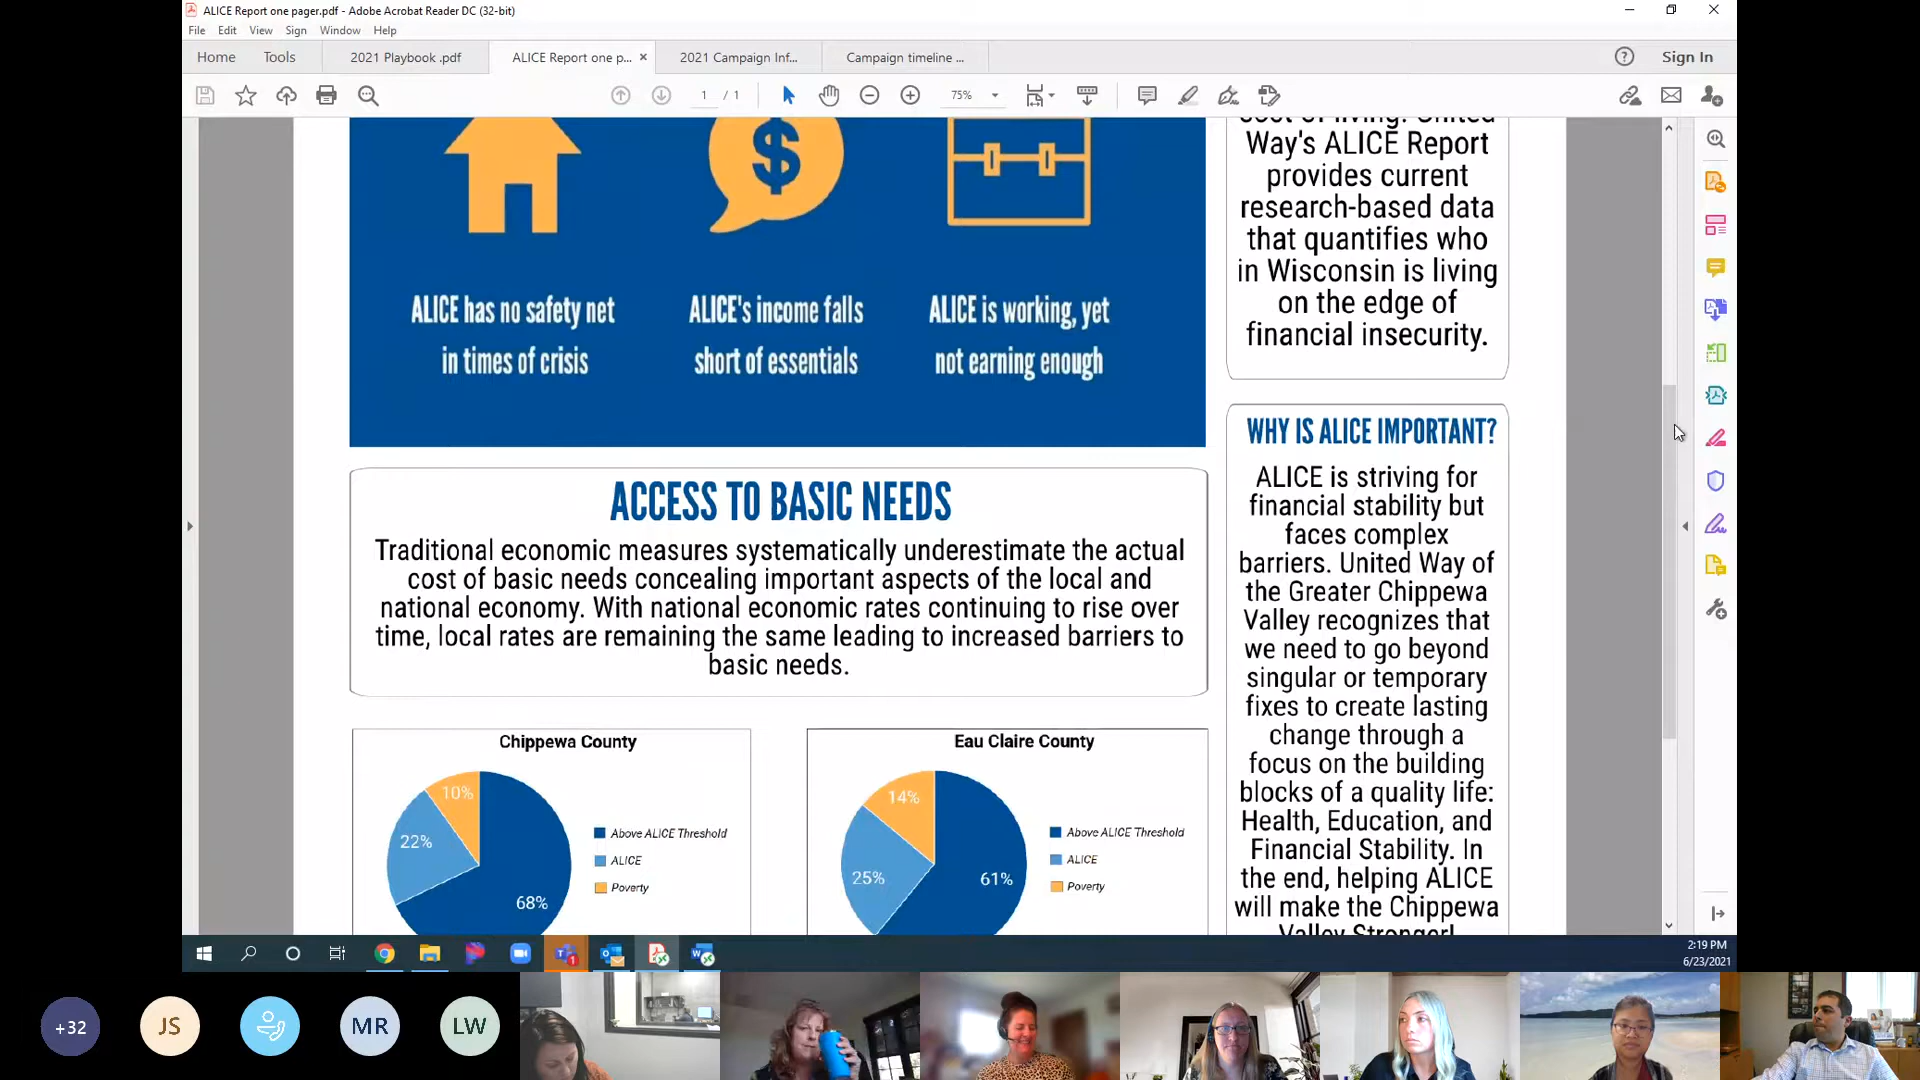 ALICE Report one pager.pdf - Adobe Acrobat Reader DC (32-bit)
File Edit View Sign Window Help
Home Tools 2021 Playbook .pdf ALICE Report one p... × 2021 Campaign Inf... Campaign timeline ... Sign In
1 / 1 75%
ALICE has no safety net
in times of crisis
ALICE's income falls
short of essentials
ALICE is working, yet
not earning enough
cost of living. United
Way's ALICE Report
provides current
research-based data
that quantifies who
in Wisconsin is living
on the edge of
financial insecurity.
ACCESS TO BASIC NEEDS
Traditional economic measures systematically underestimate the actual
cost of basic needs concealing important aspects of the local and
national economy. With national economic rates continuing to rise over
time, local rates are remaining the same leading to increased barriers to
basic needs.
WHY IS ALICE IMPORTANT?
ALICE is striving for
financial stability but
faces complex
barriers. United Way of
the Greater Chippewa
Valley recognizes that
we need to go beyond
singular or temporary
fixes to create lasting
change through a
focus on the building
blocks of a quality life:
Health, Education, and
Financial Stability. In
the end, helping ALICE
will make the Chippewa
Valley Stronger!
Chippewa County
10%
22%
68%
Above ALICE Threshold
ALICE
Poverty
Eau Claire County
14%
25%
61%
Above ALICE Threshold
ALICE
Poverty
2:19 PM
6/23/2021
+32
JS
MR
LW